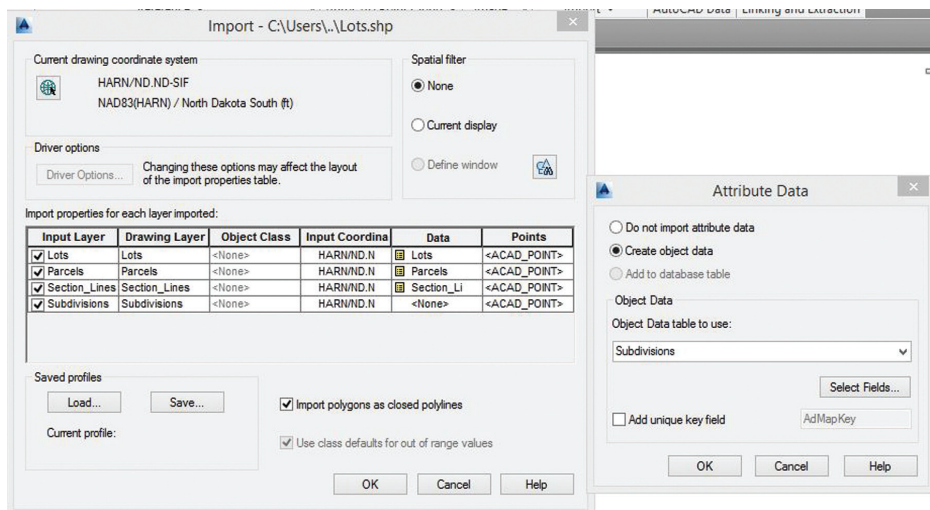 AutoCAD Data Linking and Extraction
Import - C:\Users\..\Lots.shp
Current drawing coordinate system
HARN/ND.ND-SIF
NAD83(HARN) / North Dakota South (ft)
Spatial filter
None
Current display
Define window
Driver options
Driver Options...
Changing these options may affect the layout
of the import properties table.
Import properties for each layer imported:
Input Layer Drawing Layer Object Class Input Coordina Data Points
Lots Lots <None> HARN/ND.N Lots <ACAD_POINT>
Parcels Parcels <None> HARN/ND.N Parcels <ACAD_POINT>
Section_Lines Section_Lines <None> HARN/ND.N Section_Li <ACAD_POINT>
Subdivisions Subdivisions <None> HARN/ND.N <None> <ACAD_POINT>
Saved profiles
Load... Save...
Current profile:
Import polygons as closed polylines
Use class defaults for out of range values
OK Cancel Help
Attribute Data
Do not import attribute data
Create object data
Add to database table
Object Data
Object Data table to use:
Subdivisions
Select Fields...
Add unique key field AdMapKey
OK Cancel Help